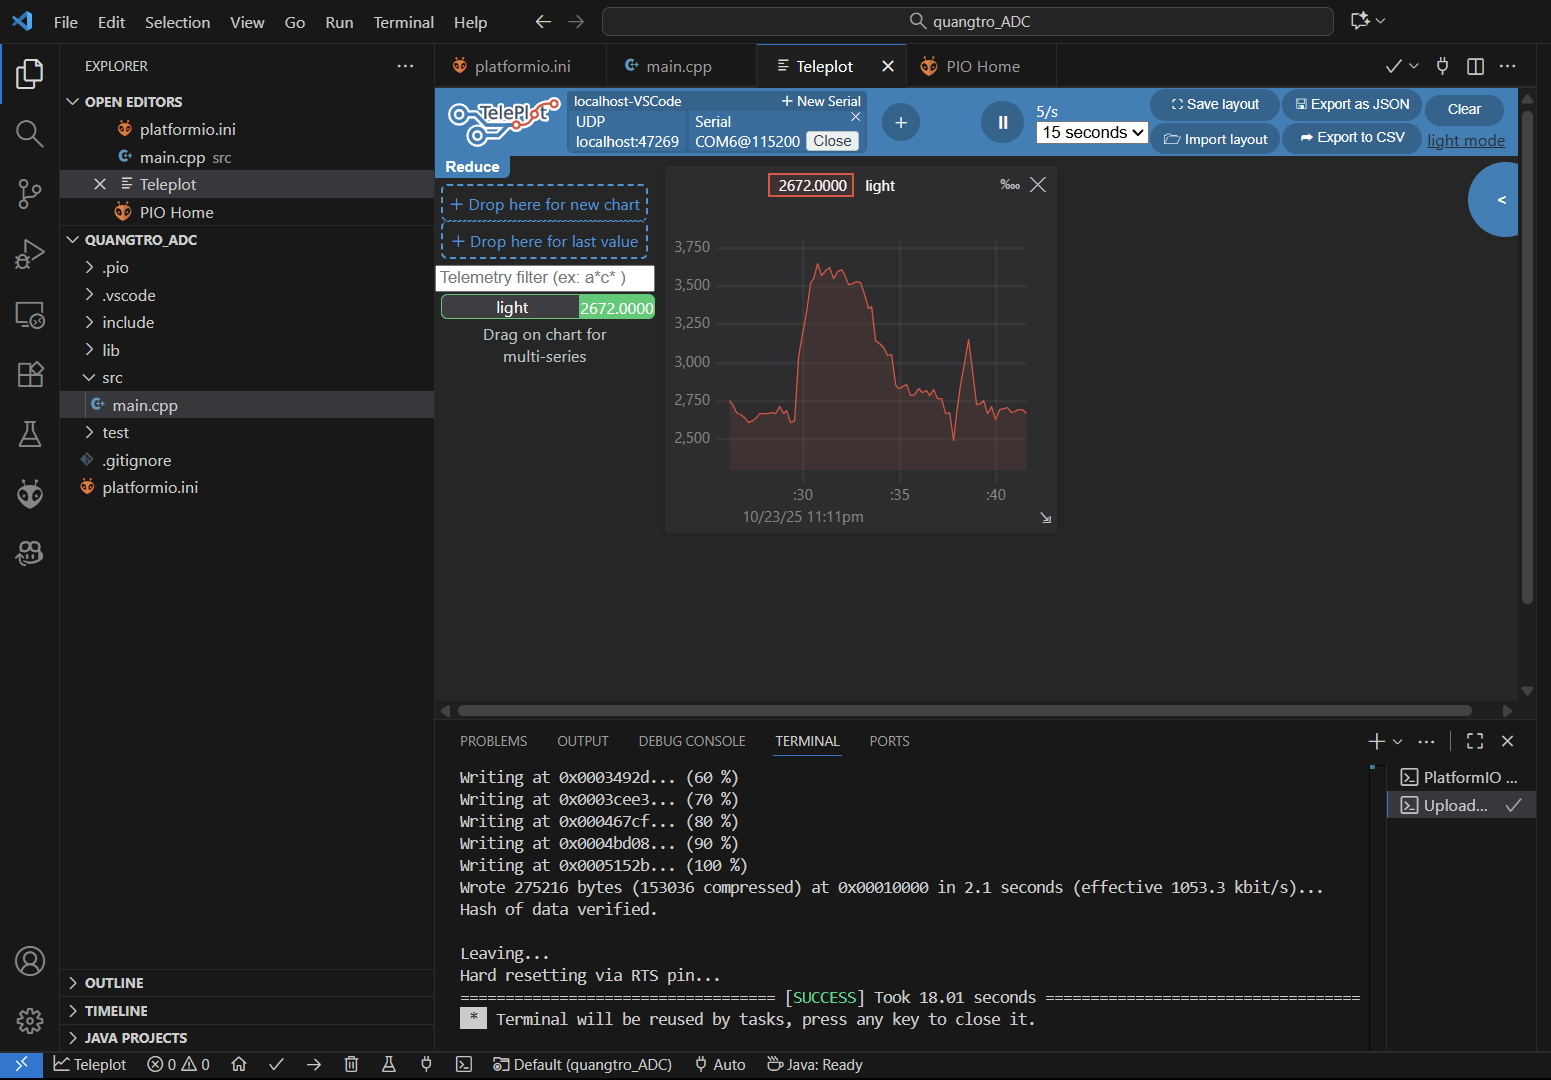 File Edit Selection View Go Run Terminal Help
quangtro_ADC
EXPLORER
OPEN EDITORS
platformio.ini
main.cpp src
Teleplot
PIO Home
QUANGTRO_ADC
.pio
.vscode
include
lib
src
main.cpp
test
.gitignore
platformio.ini
OUTLINE
TIMELINE
JAVA PROJECTS
platformio.ini
main.cpp
Teleplot
PIO Home
TelePlot
localhost-VSCode
+ New Serial
UDP
localhost:47269
Serial
COM6@115200
Close
+
5/s
15 seconds
Save layout
Import layout
Export as JSON
Export to CSV
Clear
light mode
Reduce
+ Drop here for new chart
+ Drop here for last value
Telemetry filter (ex: a*c* )
light 2672.0000
Drag on chart for
multi-series
2672.0000 light
‱
<
3,750
3,500
3,250
3,000
2,750
2,500
:30 :35 :40
10/23/25 11:11pm
PROBLEMS OUTPUT DEBUG CONSOLE TERMINAL PORTS
Writing at 0x0003492d... (60 %)
Writing at 0x0003cee3... (70 %)
Writing at 0x000467cf... (80 %)
Writing at 0x0004bd08... (90 %)
Writing at 0x0005152b... (100 %)
Wrote 275216 bytes (153036 compressed) at 0x00010000 in 2.1 seconds (effective 1053.3 kbit/s)...
Hash of data verified.
Leaving...
Hard resetting via RTS pin...
=================================== [SUCCESS] Took 18.01 seconds ===================================
* Terminal will be reused by tasks, press any key to close it.
PlatformIO ...
Upload...
Teleplot 0 0 Default (quangtro_ADC) Auto Java: Ready